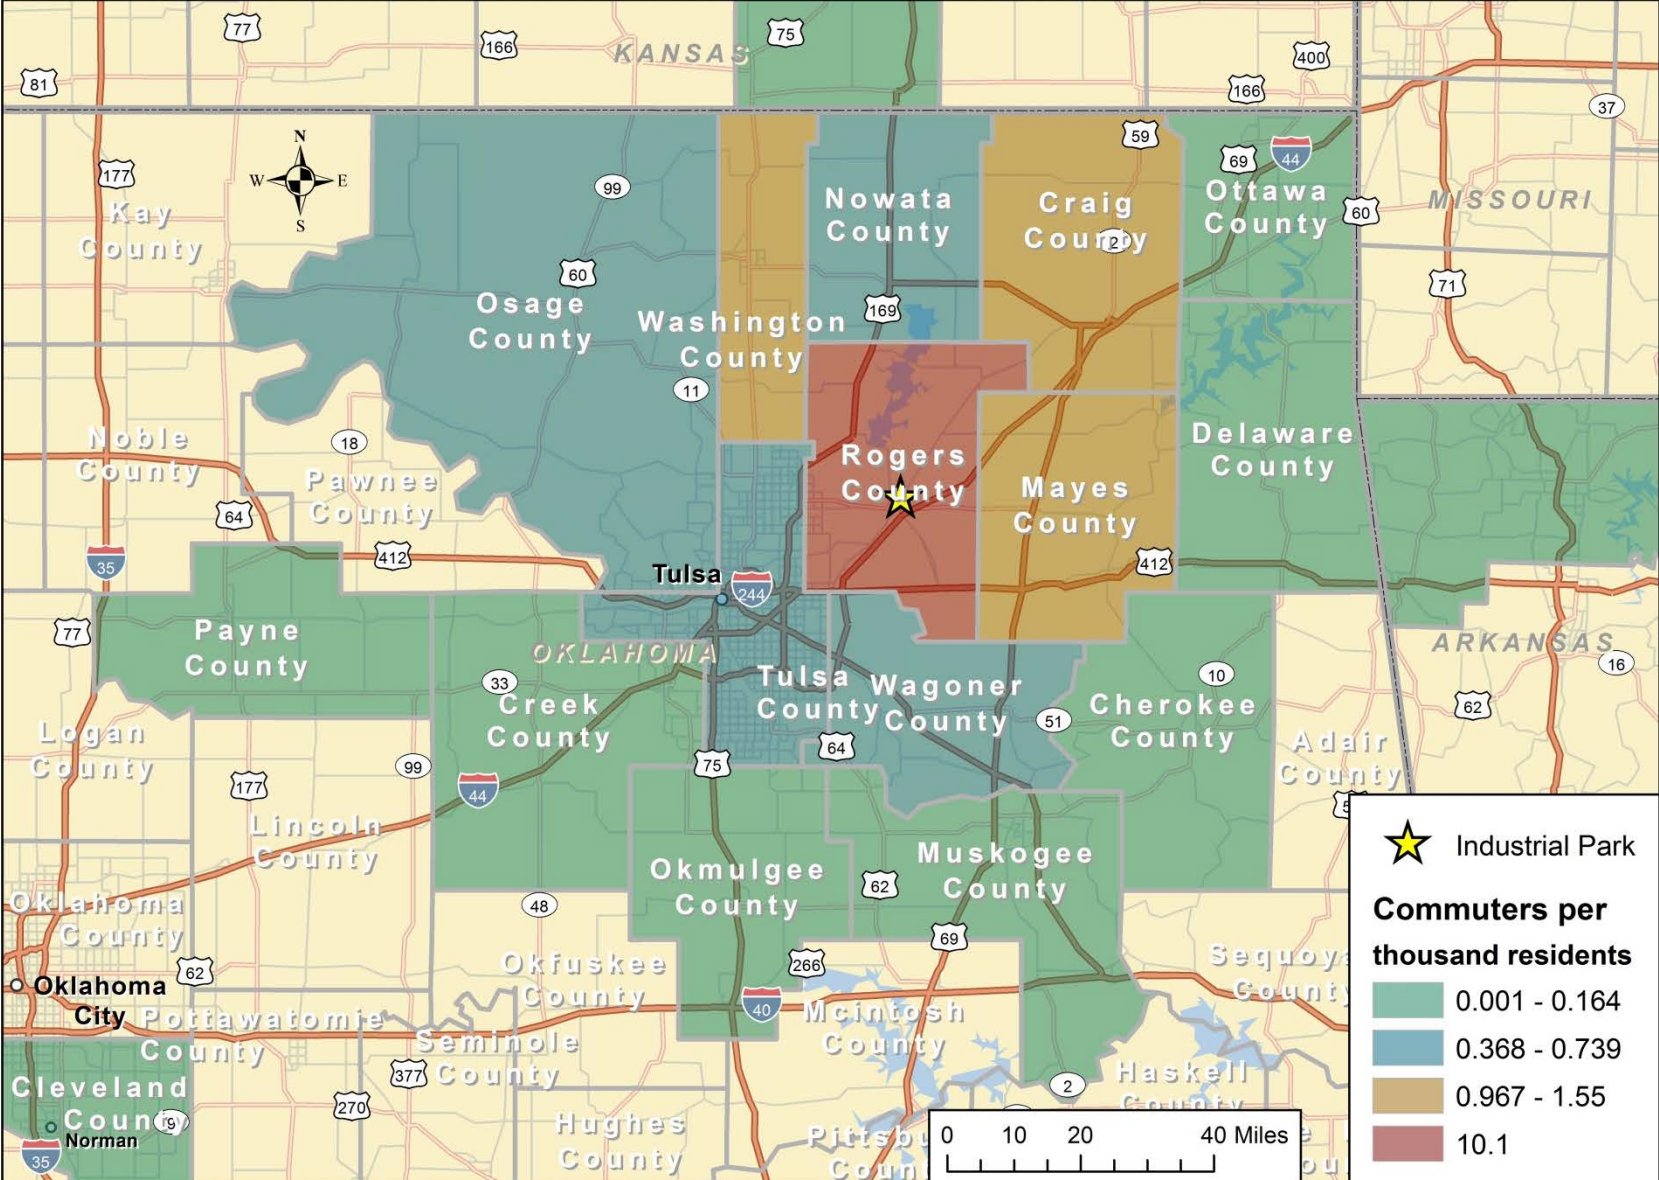 77
166
KANSAS
75
400
81
166
37
59
N
W
E
S
177
99
69
44
Kay
County
Nowata
County
Craig
County
2
Ottawa
County
60
MISSOURI
60
Osage
County
169
71
Washington
County
11
Noble
County
18
Pawnee
County
Rogers
County
Mayes
County
Delaware
County
64
35
412
412
Tulsa
244
77
Payne
County
OKLAHOMA
ARKANSAS
16
33
Creek
County
Tulsa
County
Wagoner
County
51
10
Cherokee
County
62
Logan
County
64
75
Adair
County
99
177
44
Lincoln
County
Okmulgee
County
Muskogee
County
62
Oklahoma
County
48
69
Okfuskee
County
266
62
Oklahoma
City
Pottawatomie
County
40
Mcintosh
County
Seminole
County
377
Cleveland
County
9
Norman
35
270
Hughes
County
2
Haskell
County
0 10 20 40 Miles
Industrial Park
Commuters per
thousand residents
0.001 - 0.164
0.368 - 0.739
0.967 - 1.55
10.1